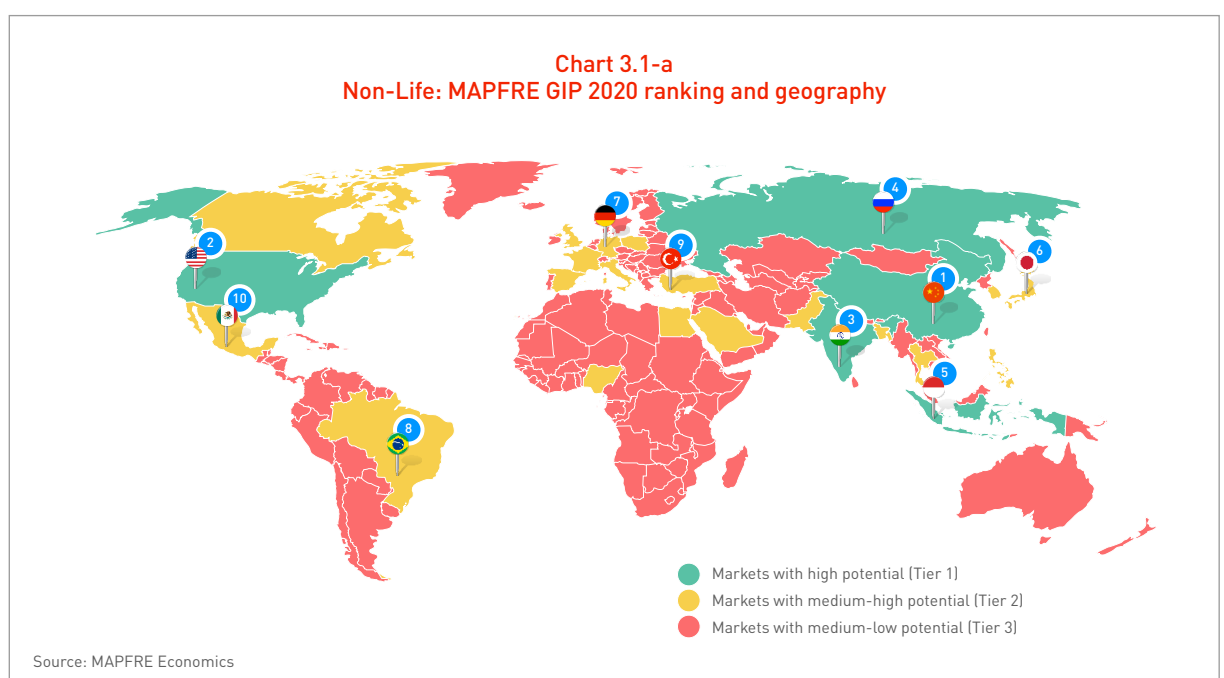 Chart 3.1-a
Non-Life: MAPFRE GIP 2020 ranking and geography
4
7
2
9
6
10
1
3
5
8
Markets with high potential (Tier 1)
Markets with medium-high potential (Tier 2)
Markets with medium-low potential (Tier 3)
Source: MAPFRE Economics